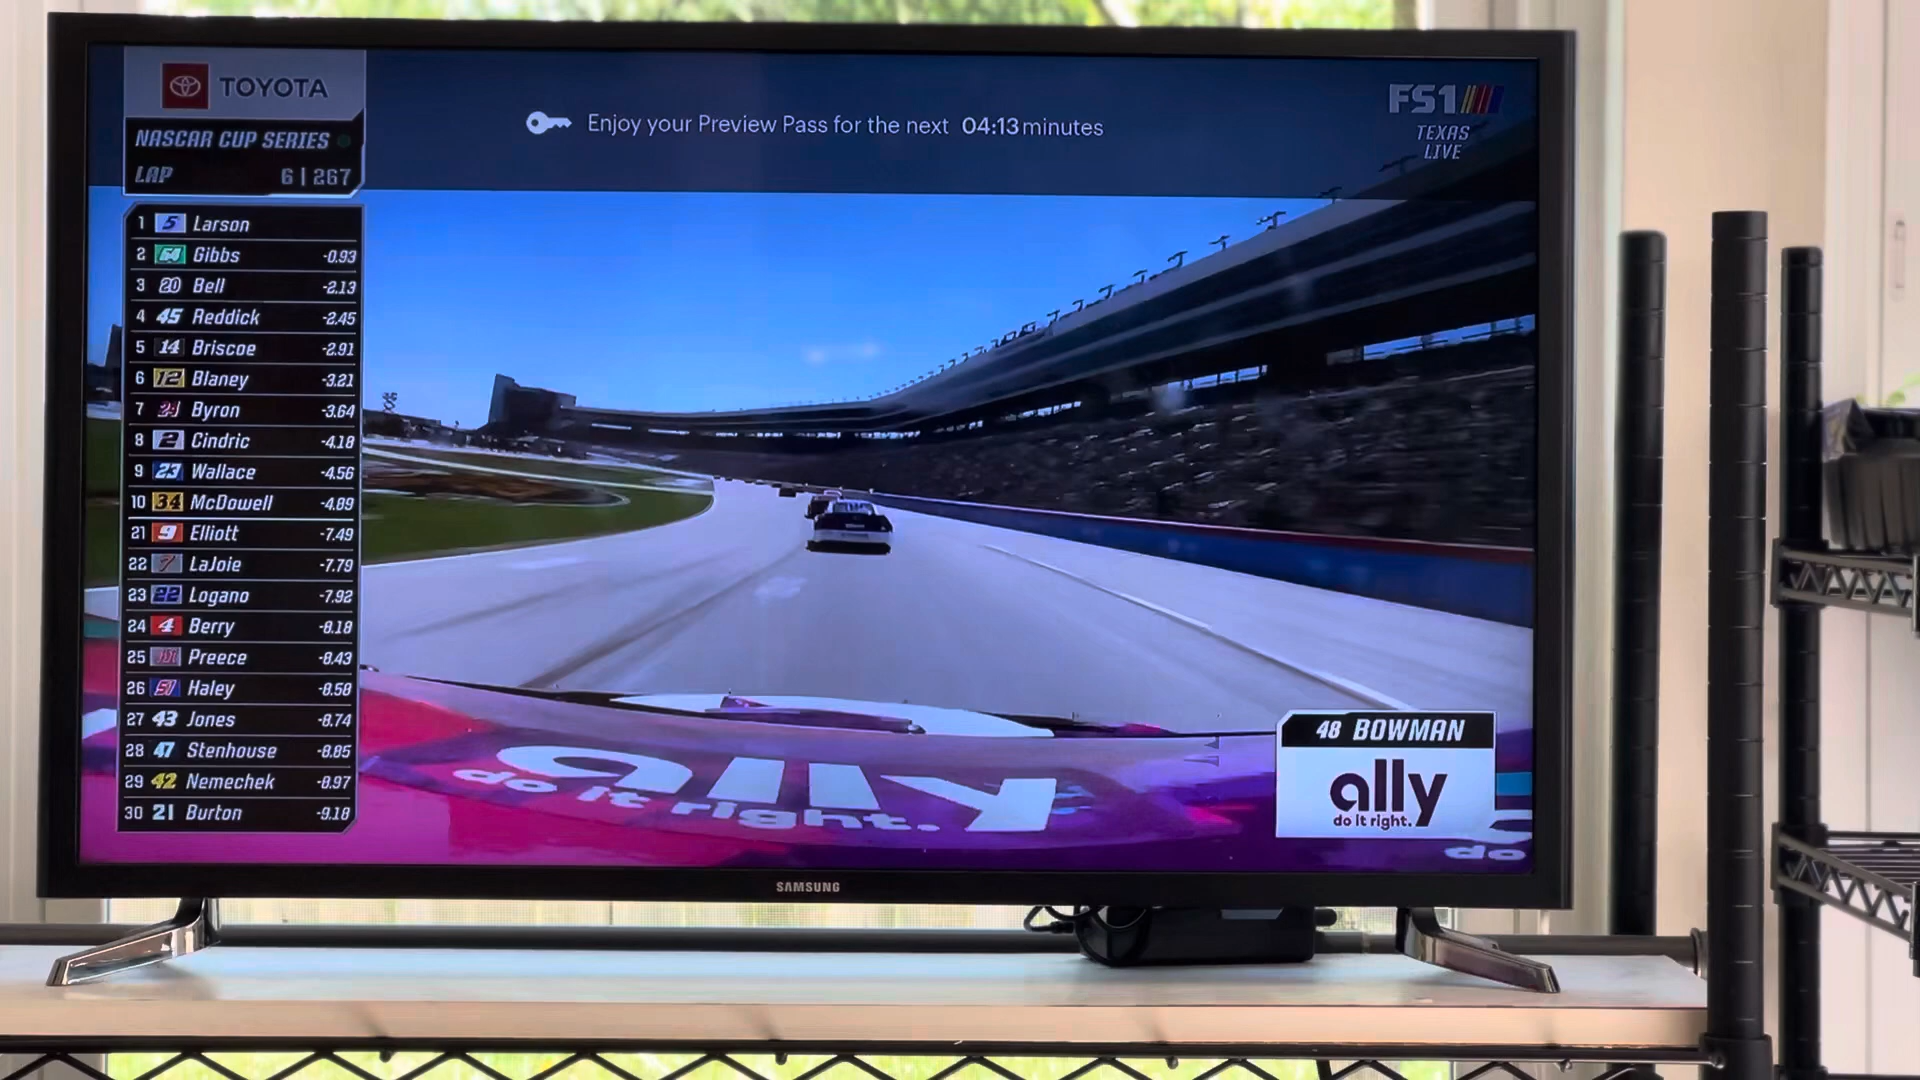 TOYOTA
NASCAR CUP SERIES
LAP 6 | 267
Enjoy your Preview Pass for the next 04:13 minutes
FS1
TEXAS
LIVE
1 5 Larson
2 54 Gibbs -0.93
3 20 Bell -2.13
4 45 Reddick -2.45
5 14 Briscoe -2.91
6 12 Blaney -3.21
7 24 Byron -3.64
8 2 Cindric -4.18
9 23 Wallace -4.56
10 34 McDowell -4.89
21 9 Elliott -7.49
22 7 LaJoie -7.79
23 22 Logano -7.92
24 4 Berry -8.18
25 Preece -8.43
26 51 Haley -8.58
27 43 Jones -8.74
28 47 Stenhouse -8.85
29 42 Nemechek -8.97
30 21 Burton -9.18
ally
do it right.
48 BOWMAN
ally
do it right.
do
SAMSUNG